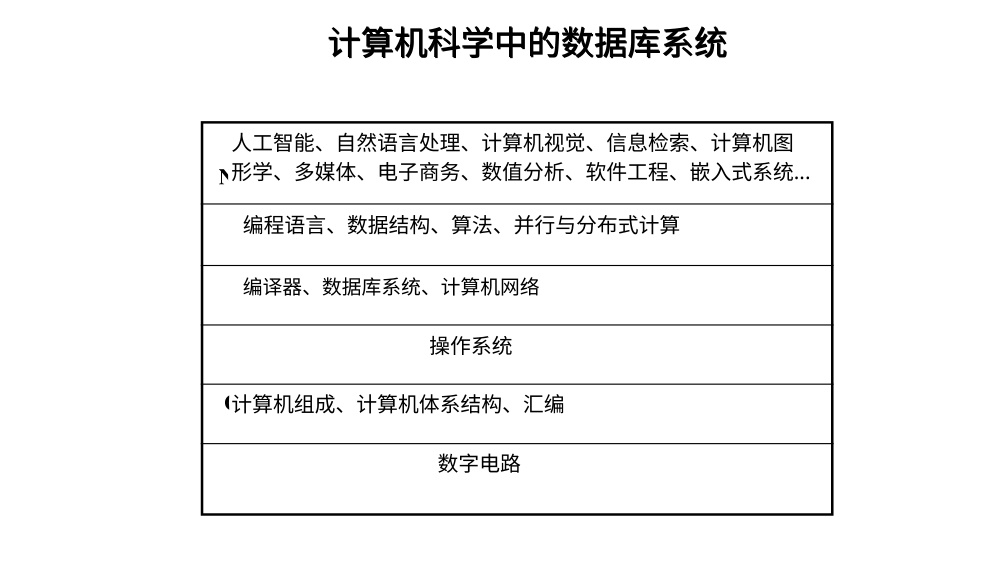 计算机科学中的数据库系统
人工智能、自然语言处理、计算机视觉、信息检索、计算机图
形学、多媒体、电子商务、数值分析、软件工程、嵌入式系统...
编程语言、数据结构、算法、并行与分布式计算
编译器、数据库系统、计算机网络
操作系统
计算机组成、计算机体系结构、汇编
数字电路